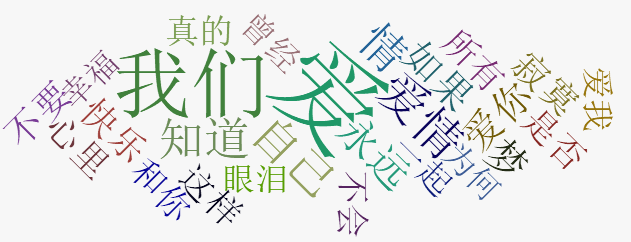 真的
曾经
情
如果
所有
寂寞
爱我
不要
幸福
我们
爱
爱情
爱你
是否
心里
快乐
知道
自己
永远
一起
为何
梦
和你
这样
眼泪
不会